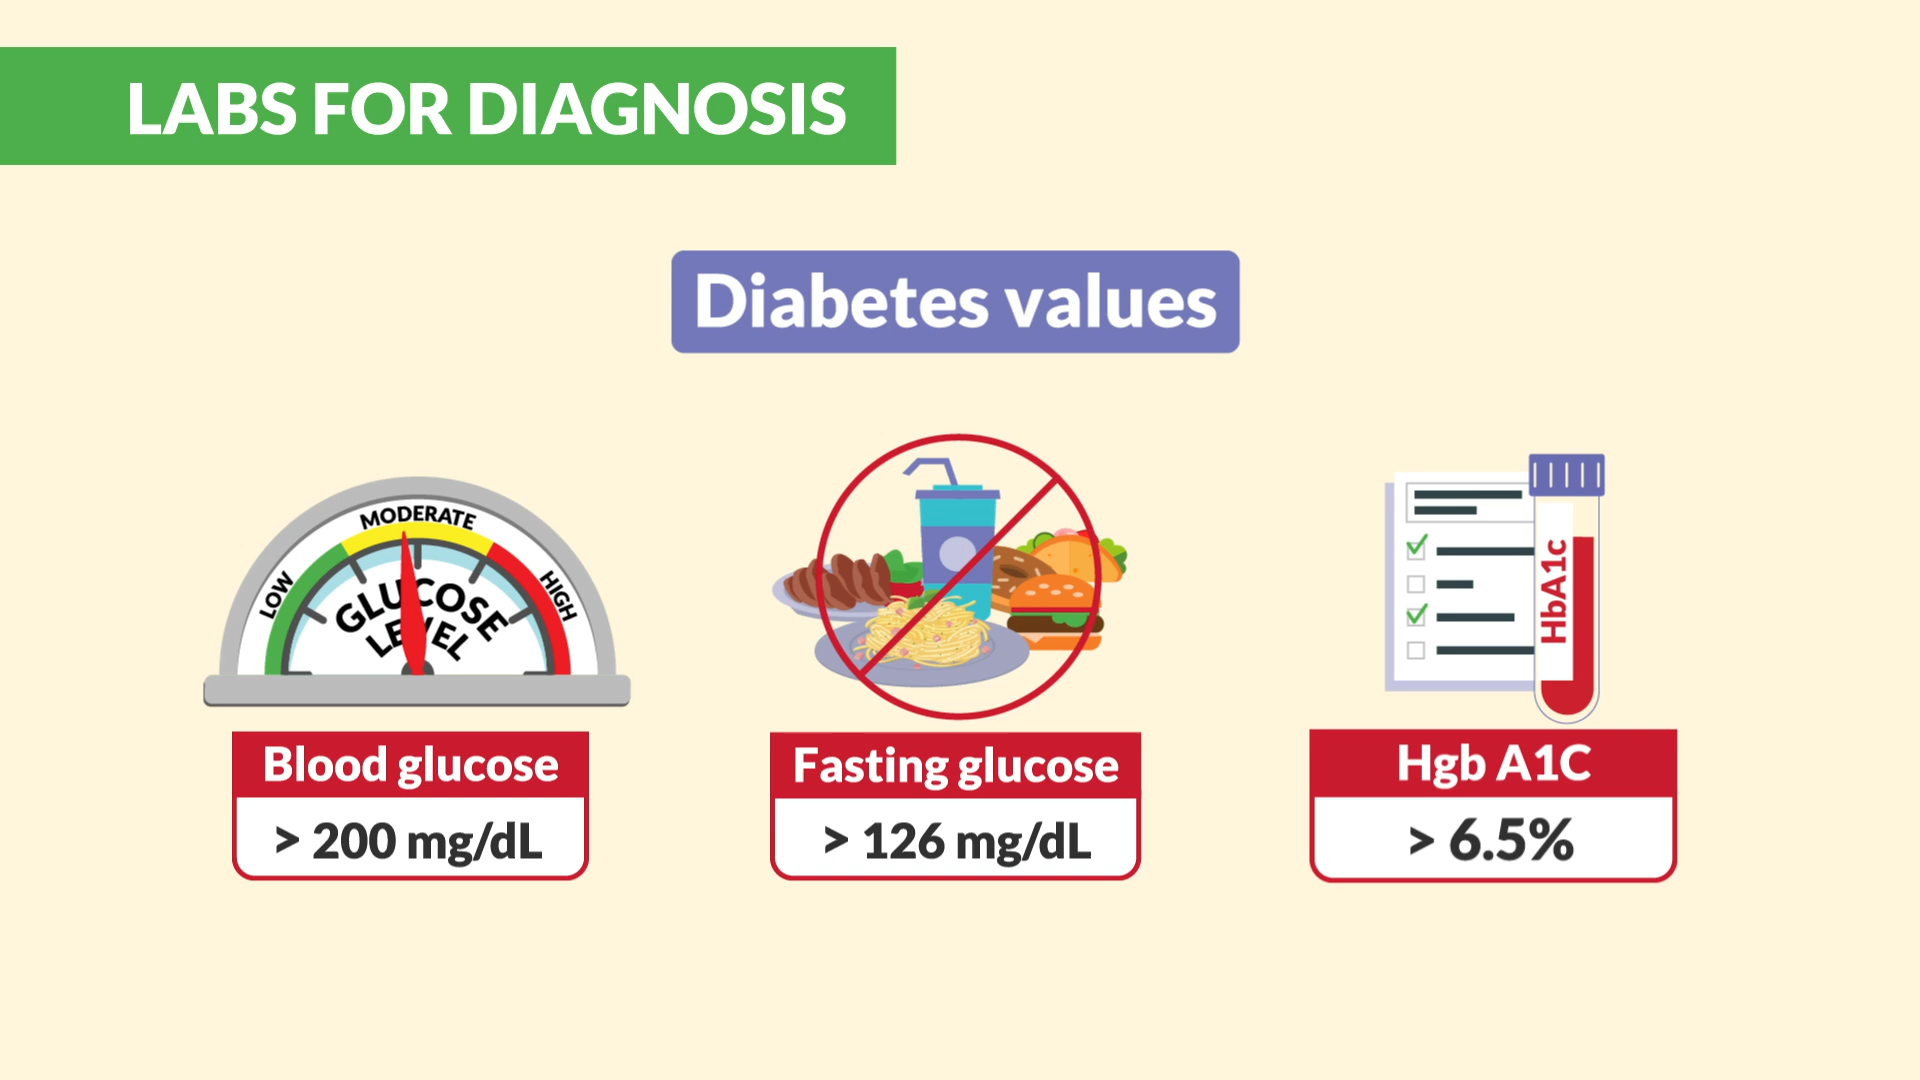 LABS FOR DIAGNOSIS
Diabetes values
LOW
MODERATE
HIGH
GLUCOSE
LEVEL
HbA1c
Blood glucose
> 200 mg/dL
Fasting glucose
> 126 mg/dL
Hgb A1C
> 6.5%